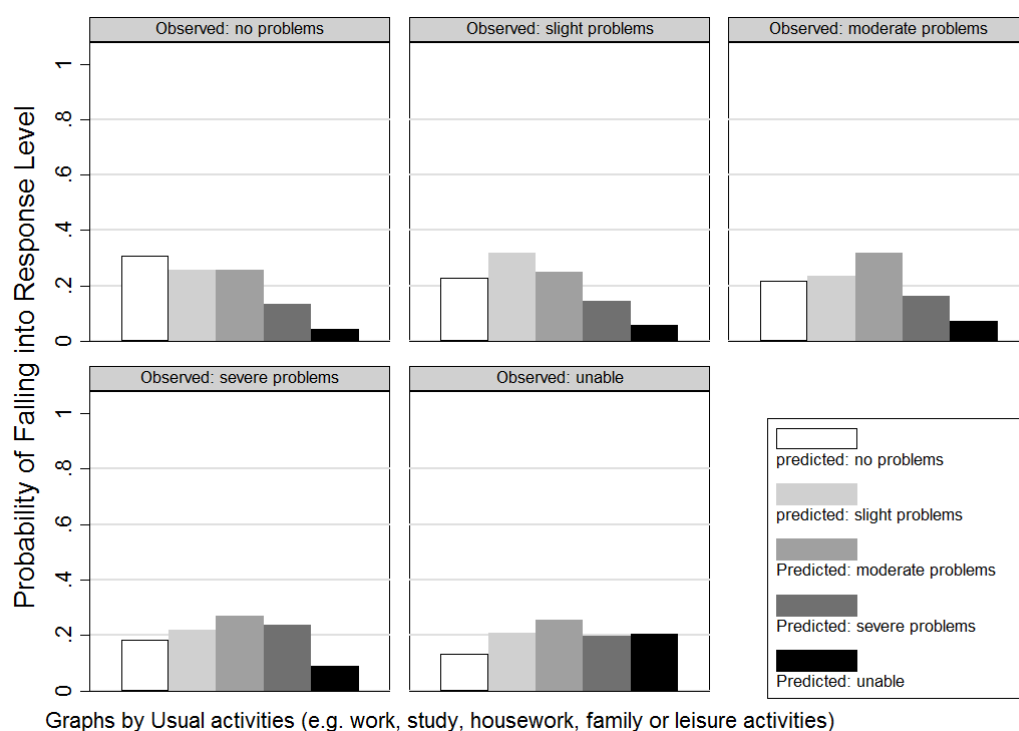 Observed: no problems
Observed: slight problems
Observed: moderate problems
Probability of Falling into Response Level
1
.8
.6
.4
.2
0
Observed: severe problems
Observed: unable
1
.8
.6
.4
.2
0
predicted: no problems
predicted: slight problems
Predicted: moderate problems
Predicted: severe problems
Predicted: unable
Graphs by Usual activities (e.g. work, study, housework, family or leisure activities)